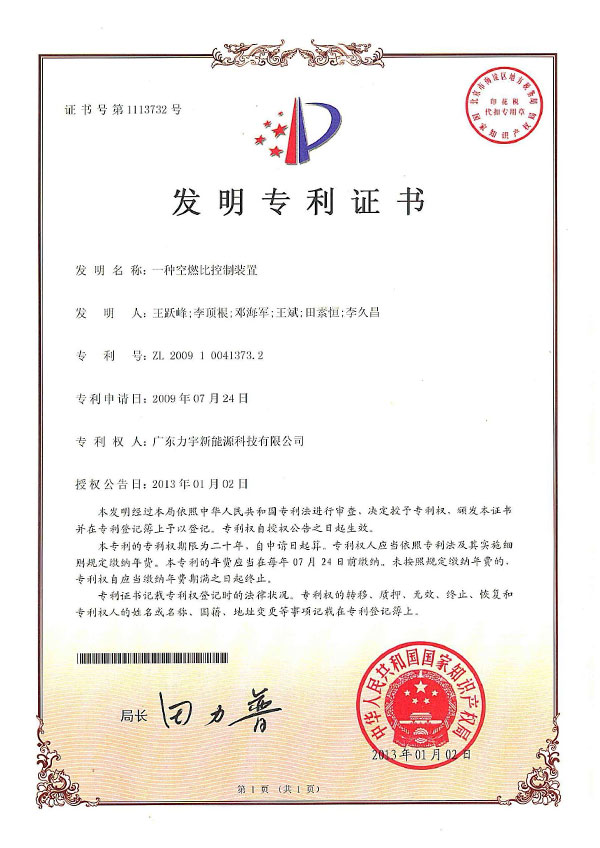 证书号第1113732号
北京市海淀区地方税务局
印花税
代扣专用章
国家知识产权局
发明专利证书
发明名称:一种空燃比控制装置
发明人:王跃峰;李顶根;邓海军;王斌;田素恒;李久昌
专利号:ZL 2009 1 0041373.2
专利申请日:2009年07月24日
专利权人:广东力宇新能源科技有限公司
授权公告日:2013年01月02日
本发明经过本局依照中华人民共和国专利法进行审查,决定授予专利权,颁发本证书
并在专利登记簿上予以登记。专利权自授权公告之日起生效。
本专利的专利权期限为二十年,自申请日起算。专利权人应当依照专利法及其实施细
则规定缴纳年费。本专利的年费应当在每年07月24日前缴纳。未按照规定缴纳年费的,
专利权自应当缴纳年费期满之日起终止。
专利证书记载专利权登记时的法律状况。专利权的转移、质押、无效、终止、恢复和
专利权人的姓名或名称、国籍、地址变更等事项记载在专利登记簿上。
局长 田力普
中华人民共和国国家知识产权局
2013年01月02日
第1页(共1页)